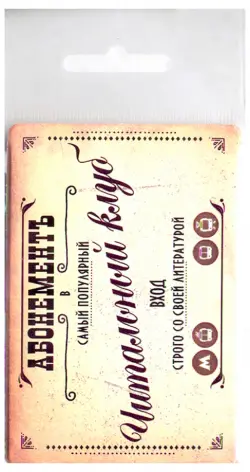 АБОНЕМЕНТЪ
В
САМЫЙ ПОПУЛЯРНЫЙ
Читальный клуб
ВХОД
СТРОГО СО СВОЕЙ ЛИТЕРАТУРОЙ